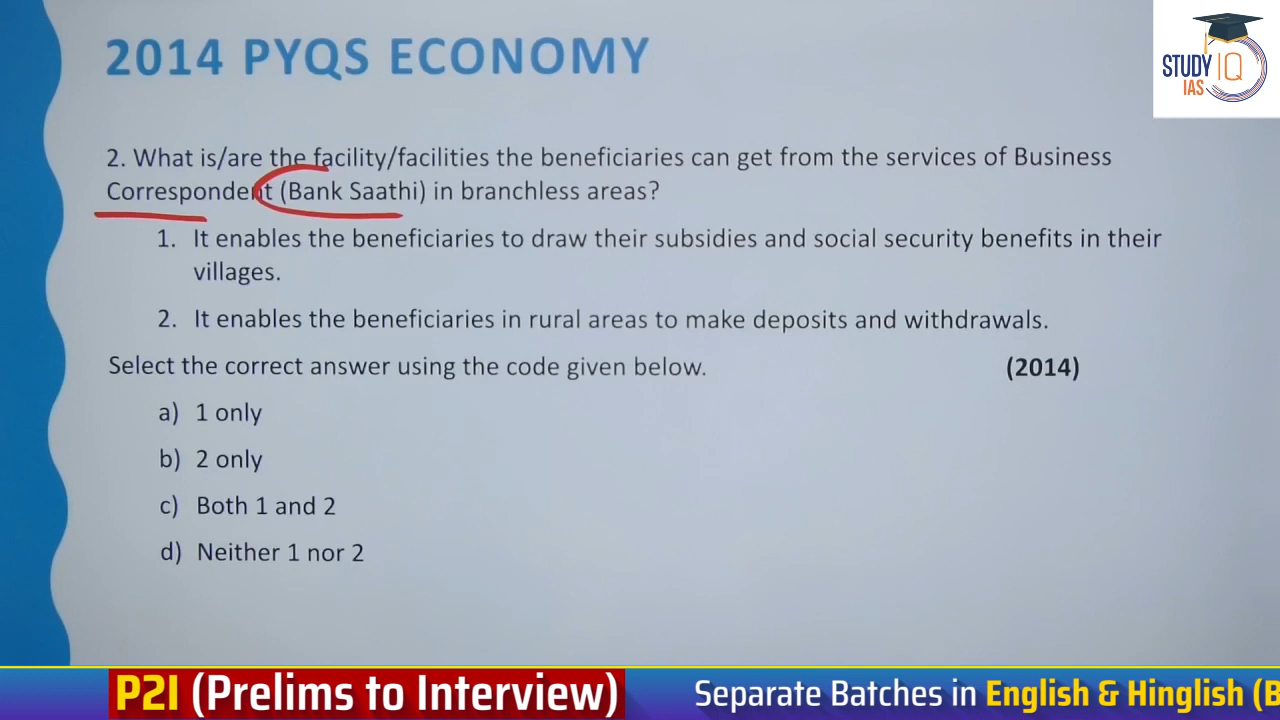 2014 PYQS ECONOMY
STUDY IQ
IAS
2. What is/are the facility/facilities the beneficiaries can get from the services of Business
Correspondent (Bank Saathi) in branchless areas?
1. It enables the beneficiaries to draw their subsidies and social security benefits in their
villages.
2. It enables the beneficiaries in rural areas to make deposits and withdrawals.
Select the correct answer using the code given below. (2014)
a) 1 only
b) 2 only
c) Both 1 and 2
d) Neither 1 nor 2
P2I (Prelims to Interview) Separate Batches in English & Hinglish (B